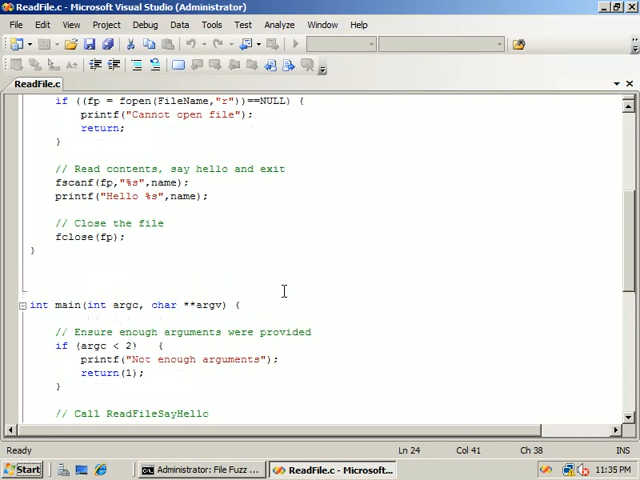 ReadFile.c - Microsoft Visual Studio (Administrator)
File Edit View Project Debug Data Tools Test Analyze Window Help
ReadFile.c
if ((fp = fopen(FileName,"r"))==NULL) {
printf("Cannot open file");
return;
}
// Read contents, say hello and exit
fscanf(fp,"%s",name);
printf("Hello %s",name);
// Close the file
fclose(fp);
}
int main(int argc, char **argv) {
// Ensure enough arguments were provided
if (argc < 2) {
printf("Not enough arguments");
return(1);
}
// Call ReadFileSayHello
Ready Ln 24 Col 41 Ch 38 INS
Start Administrator: File Fuzz ... ReadFile.c - Microsoft... 11:35 PM